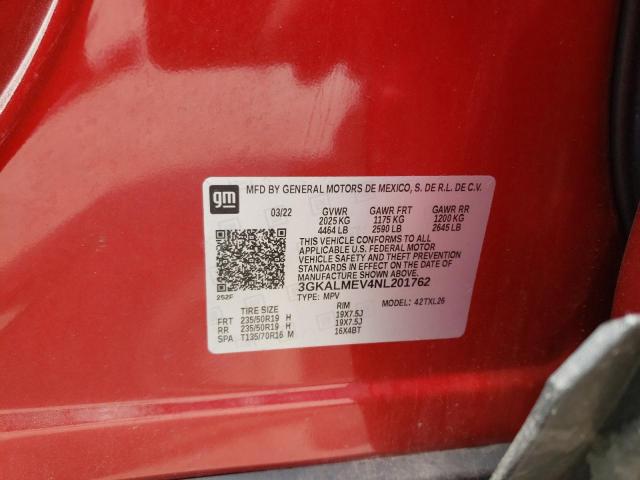 gm
MFD BY GENERAL MOTORS DE MEXICO, S. DE R.L. DE C.V.
03/22 GVWR GAWR FRT GAWR RR
2025 KG 1175 KG 1200 KG
4464 LB 2590 LB 2645 LB
THIS VEHICLE CONFORMS TO ALL
APPLICABLE U.S. FEDERAL MOTOR
VEHICLE SAFETY AND THEFT PREVENTION
STANDARDS IN EFFECT ON THE DATE OF
MANUFACTURE SHOWN ABOVE.
3GKALMEV4NL201762
252F TYPE: MPV MODEL: 42TXL26
TIRE SIZE RIM
FRT 235/50R19 H 19X7.5J
RR 235/50R19 H 19X7.5J
SPA T135/70R16 M 16X4BT